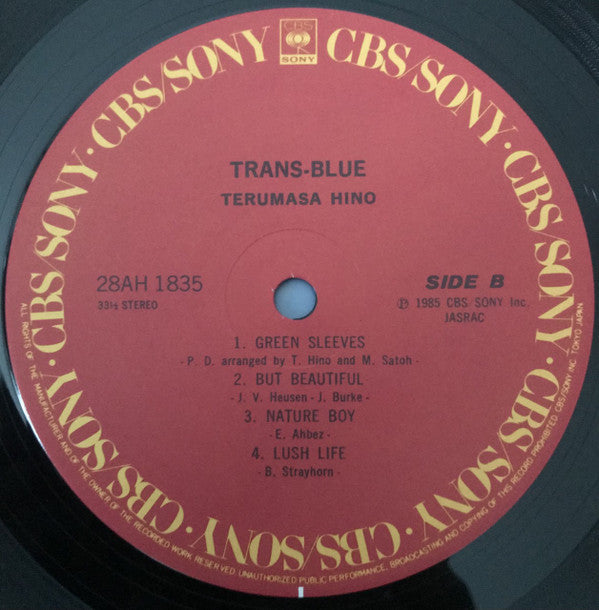 CBS
SONY
CBS/SONY · CBS/SONY · CBS/SONY · CBS/SONY · CBS/SONY · CBS/SONY · CBS/SONY · CBS/SONY
TRANS-BLUE
TERUMASA HINO
28AH 1835
33⅓ STEREO
SIDE B
Ⓟ 1985 CBS SONY Inc.
JASRAC
1. GREEN SLEEVES
- P. D. arranged by T. Hino and M. Satoh -
2. BUT BEAUTIFUL
- J. V. Heusen - J. Burke -
3. NATURE BOY
- E. Ahbez -
4. LUSH LIFE
- B. Strayhorn -
ALL RIGHTS OF THE MANUFACTURER AND OF THE OWNER OF THE RECORDED WORK RESERVED. UNAUTHORIZED PUBLIC PERFORMANCE, BROADCASTING AND COPYING OF THIS RECORD PROHIBITED CBS/SONY INC. TOKYO JAPAN